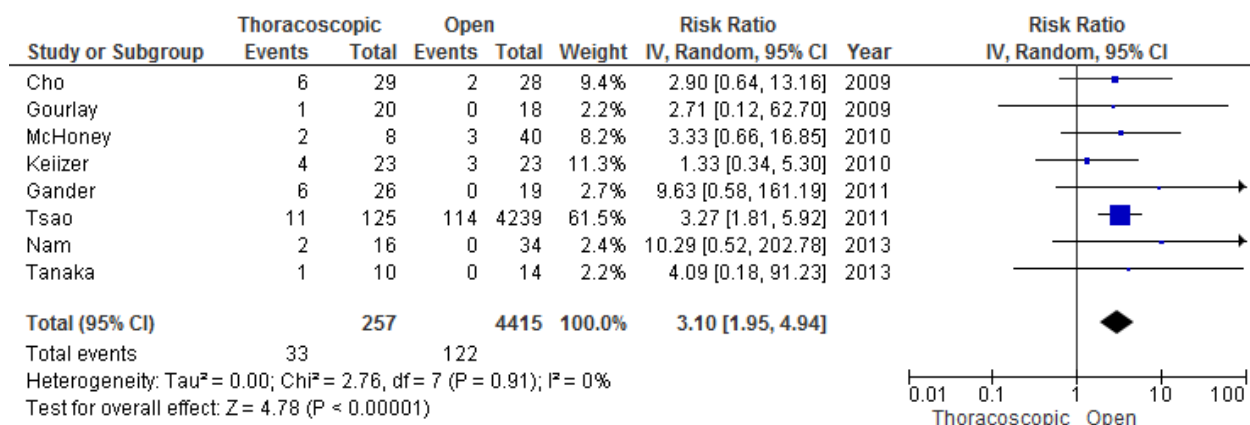 Thoracoscopic Open Risk Ratio Risk Ratio
Study or Subgroup Events Total Events Total Weight IV, Random, 95% CI Year IV, Random, 95% CI
Cho 6 29 2 28 9.4% 2.90 [0.64, 13.16] 2009
Gourlay 1 20 0 18 2.2% 2.71 [0.12, 62.70] 2009
McHoney 2 8 3 40 8.2% 3.33 [0.66, 16.85] 2010
Keiizer 4 23 3 23 11.3% 1.33 [0.34, 5.30] 2010
Gander 6 26 0 19 2.7% 9.63 [0.58, 161.19] 2011
Tsao 11 125 114 4239 61.5% 3.27 [1.81, 5.92] 2011
Nam 2 16 0 34 2.4% 10.29 [0.52, 202.78] 2013
Tanaka 1 10 0 14 2.2% 4.09 [0.18, 91.23] 2013
Total (95% CI) 257 4415 100.0% 3.10 [1.95, 4.94]
Total events 33 122
Heterogeneity: Tau² = 0.00; Chi² = 2.76, df = 7 (P = 0.91); I² = 0%
Test for overall effect: Z = 4.78 (P < 0.00001)
0.01 0.1 1 10 100
Thoracoscopic Open